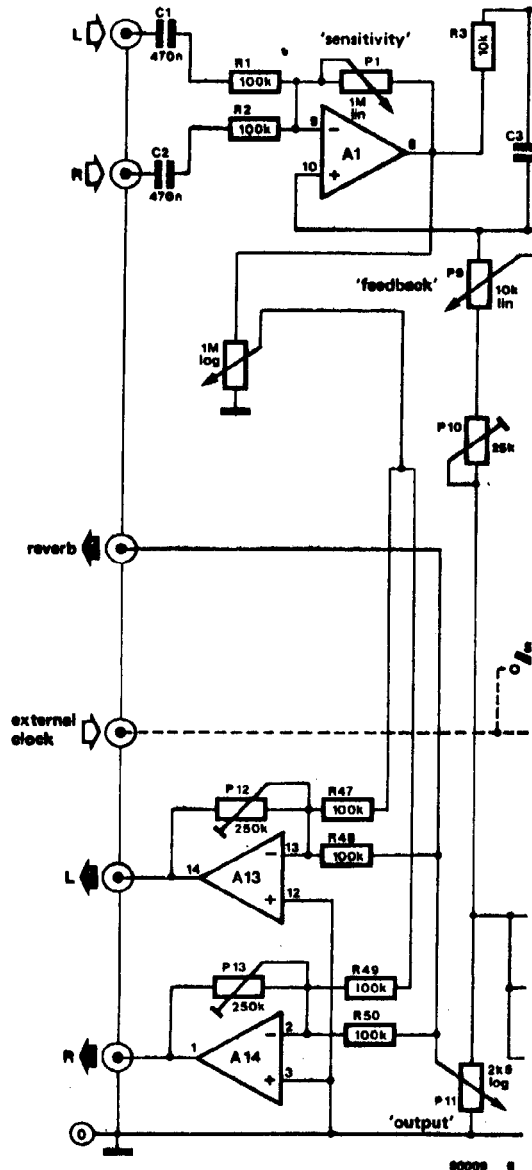 L
C1
470n
R1
100k
'sensitivity'
P1
1M
lin
R3
10k
R2
100k
9
8
A1
10
C3
R
C2
470n
'feedback'
P9
10k
lin
1M
log
P10
25k
reverb
external
clock
P12
250k
R47
100k
R48
100k
13
14
L
A13
12
P13
250k
R49
100k
R50
100k
2
1
R
A14
3
2k5
log
P11
'output'
0